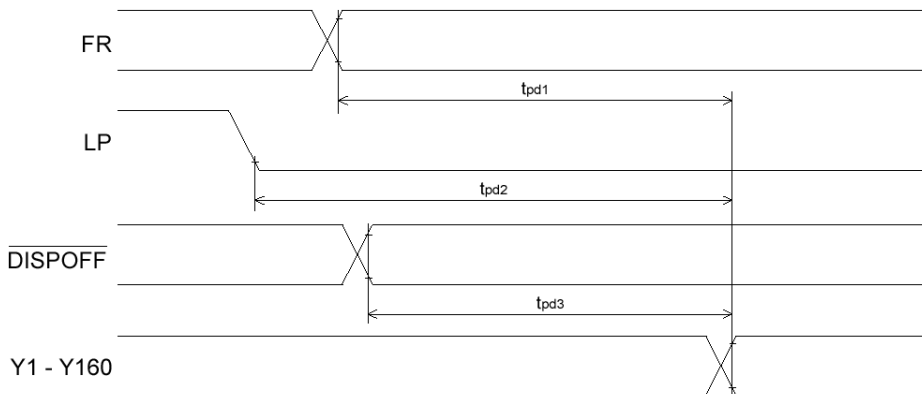 FR
tpd1
LP
tpd2
DISPOFF
tpd3
Y1 - Y160